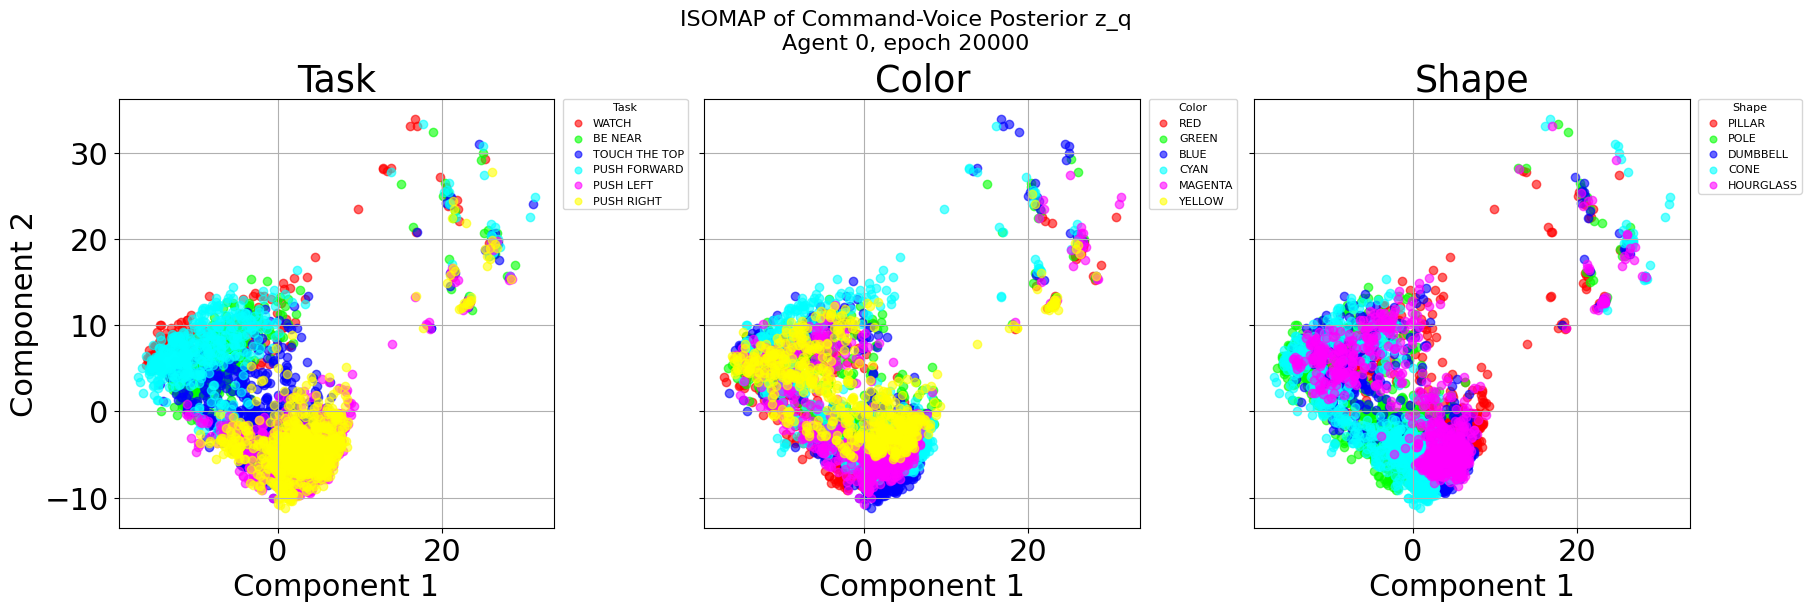 ISOMAP of Command-Voice Posterior z_q
Agent 0, epoch 20000
Task
Component 2
30
20
10
0
−10
0
20
Component 1
Task
WATCH
BE NEAR
TOUCH THE TOP
PUSH FORWARD
PUSH LEFT
PUSH RIGHT
Color
0
20
Component 1
Color
RED
GREEN
BLUE
CYAN
MAGENTA
YELLOW
Shape
0
20
Component 1
Shape
PILLAR
POLE
DUMBBELL
CONE
HOURGLASS